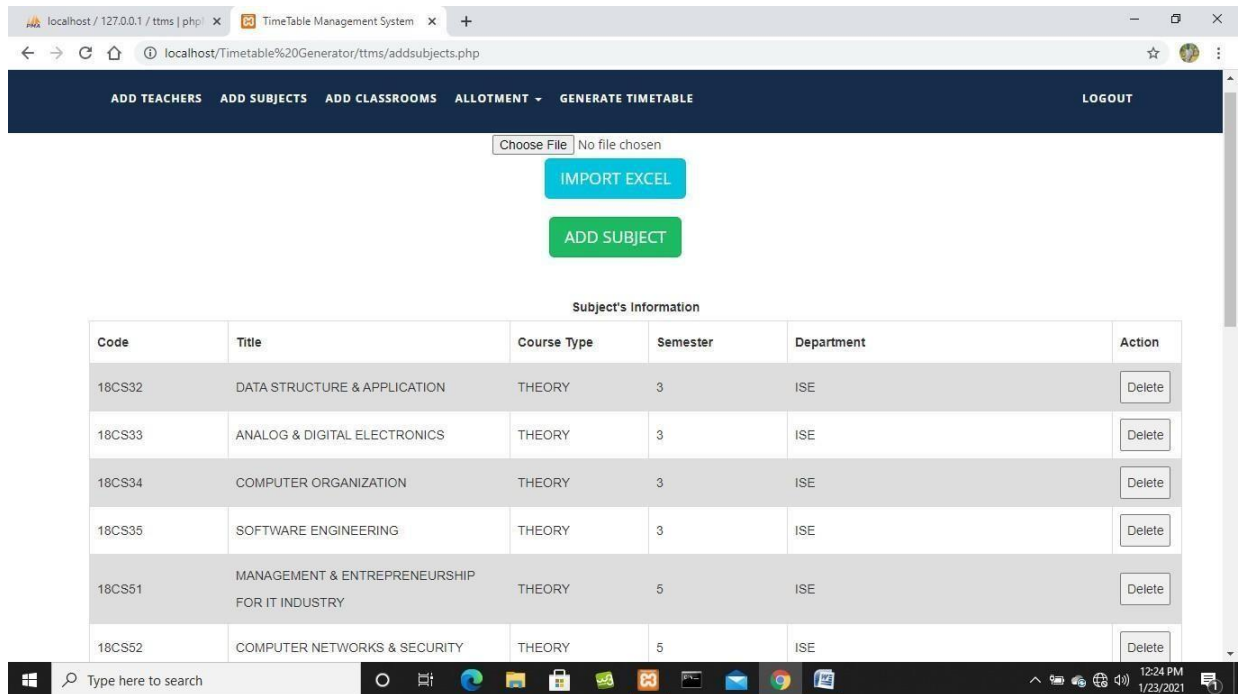 localhost / 127.0.0.1 / ttms | php
TimeTable Management System
localhost/Timetable%20Generator/ttms/addsubjects.php
ADD TEACHERS ADD SUBJECTS ADD CLASSROOMS ALLOTMENT GENERATE TIMETABLE LOGOUT
Choose File No file chosen
IMPORT EXCEL
ADD SUBJECT
Subject's Information
Code Title Course Type Semester Department Action
18CS32 DATA STRUCTURE & APPLICATION THEORY 3 ISE Delete
18CS33 ANALOG & DIGITAL ELECTRONICS THEORY 3 ISE Delete
18CS34 COMPUTER ORGANIZATION THEORY 3 ISE Delete
18CS35 SOFTWARE ENGINEERING THEORY 3 ISE Delete
18CS51 MANAGEMENT & ENTREPRENEURSHIP THEORY 5 ISE Delete
FOR IT INDUSTRY
18CS52 COMPUTER NETWORKS & SECURITY THEORY 5 ISE Delete
Type here to search
12:24 PM
1/23/2021